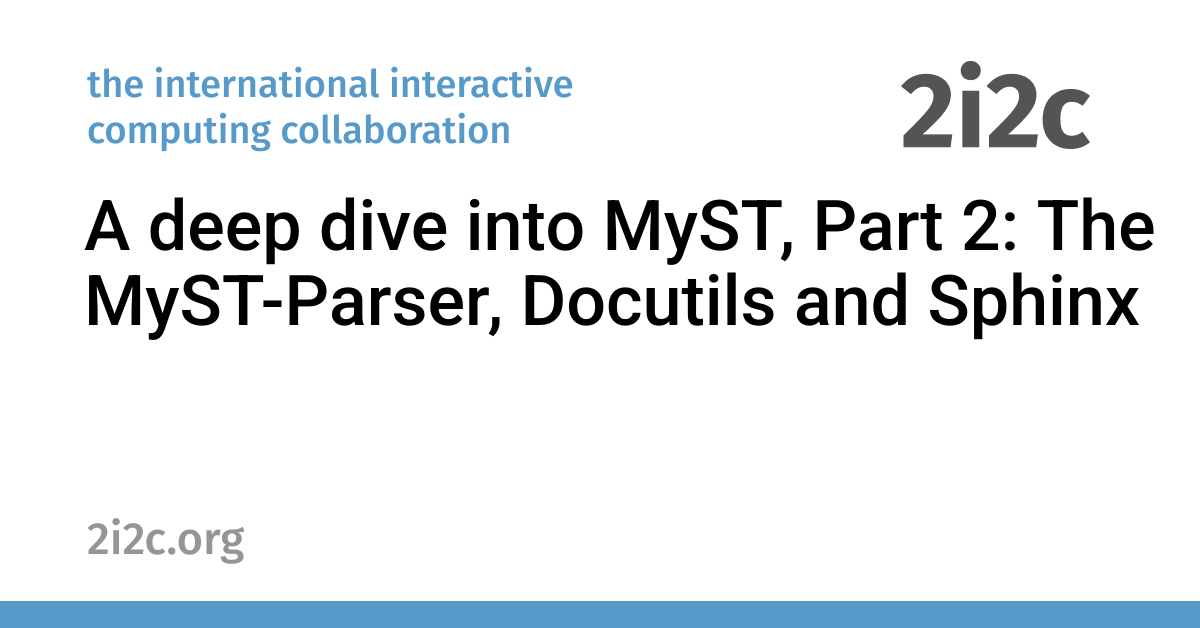 the international interactive
computing collaboration
2i2c
A deep dive into MyST, Part 2: The
MyST-Parser, Docutils and Sphinx
2i2c.org